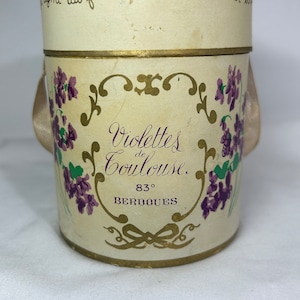 Violettes
de
Toulouse.
83°
BERDOUES